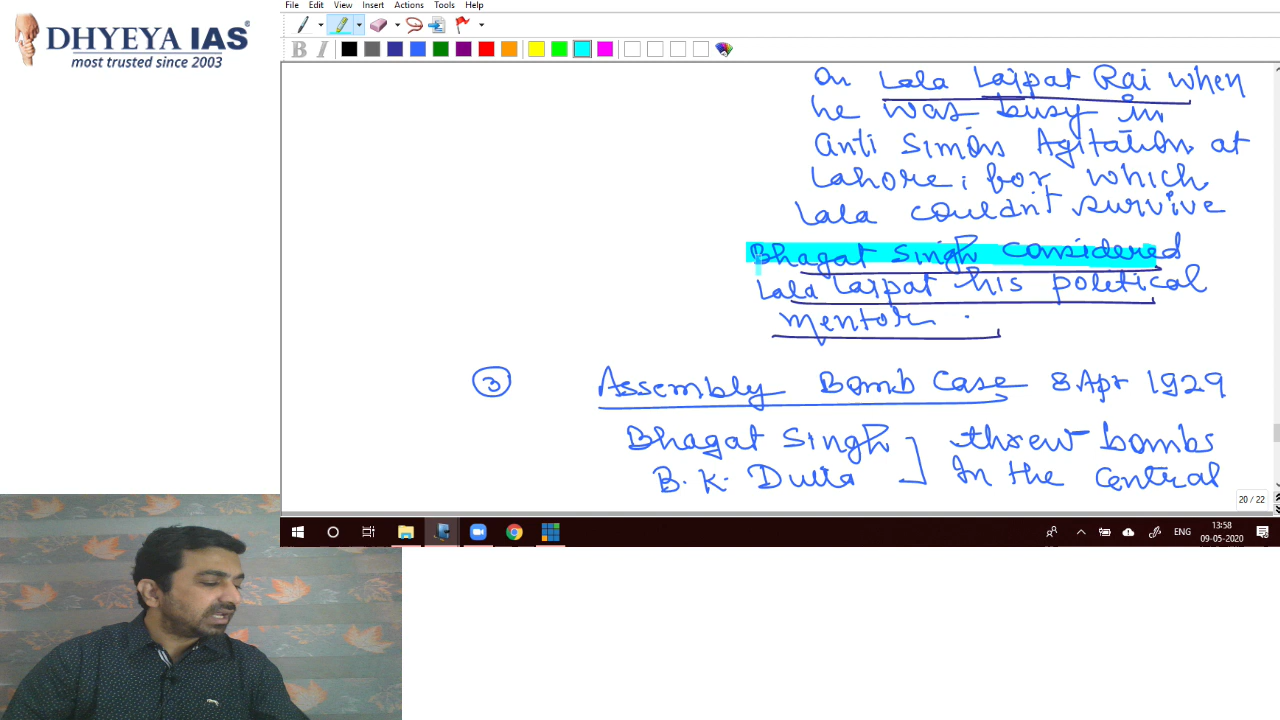 DHYEYA IAS®
most trusted since 2003
File Edit View Insert Actions Tools Help
B I
on Lala Lajpat Rai when
he was busy in
Anti Simon Agitation at
Lahore; for which
Lala couldn't survive
Bhagat Singh considered
Lala Lajpat his political
mentor.
③ Assembly Bomb Case 8 Apr 1929
Bhagat Singh ] threw bombs
B. K. Dutta ] In the Central
20 / 22
ENG
13:58
09-05-2020